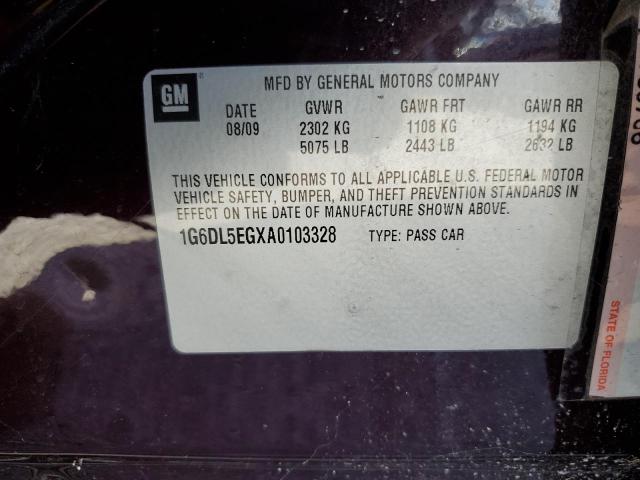 GM
MFD BY GENERAL MOTORS COMPANY
DATE GVWR GAWR FRT GAWR RR
08/09 2302 KG 1108 KG 1194 KG
5075 LB 2443 LB 2632 LB
THIS VEHICLE CONFORMS TO ALL APPLICABLE U.S. FEDERAL MOTOR
VEHICLE SAFETY, BUMPER, AND THEFT PREVENTION STANDARDS IN
EFFECT ON THE DATE OF MANUFACTURE SHOWN ABOVE.
1G6DL5EGXA0103328 TYPE: PASS CAR
STATE OF FLORIDA